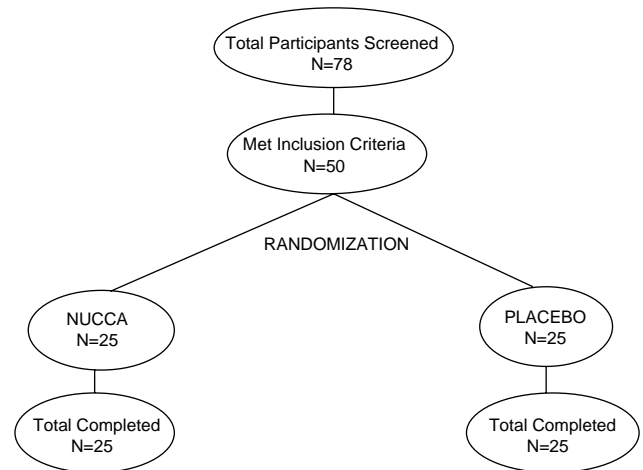 Total Participants Screened
N=78
Met Inclusion Criteria
N=50
RANDOMIZATION
NUCCA
N=25
PLACEBO
N=25
Total Completed
N=25
Total Completed
N=25